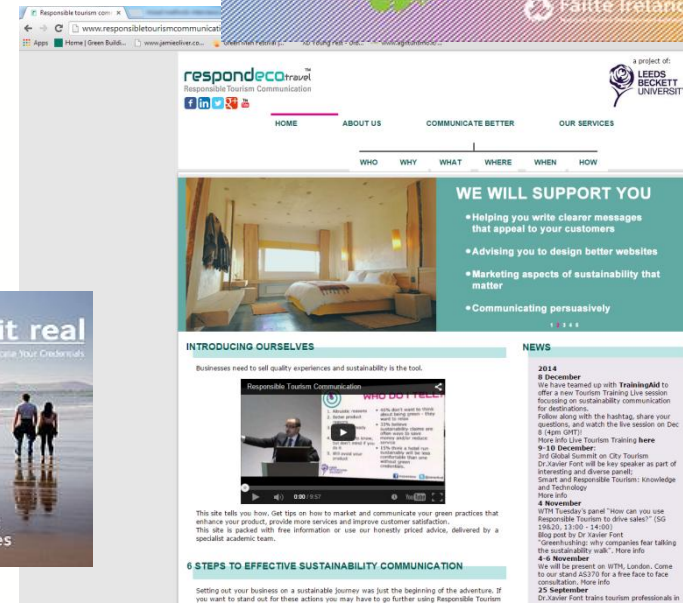 Fáilte Ireland
Responsible tourism com
www.responsibletourismcommunicati
Apps
Home | Green Buildi...
www.jamieoliver.co...
Green Men Festival |...
respondecotravel™
Responsible Tourism Communication
a project of:
LEEDS
BECKETT
UNIVERSITY
HOME
ABOUT US
COMMUNICATE BETTER
OUR SERVICES
WHO
WHY
WHAT
WHERE
WHEN
HOW
WE WILL SUPPORT YOU
•Helping you write clearer messages
that appeal to your customers
•Advising you to design better websites
•Marketing aspects of sustainability that
matter
•Communicating persuasively
it real
cate Your Credentials
es
INTRODUCING OURSELVES
Businesses need to sell quality experiences and sustainability is the tool.
Responsible Tourism Communication
WHO DO I TELL?
0:00 / 9:57
YouTube
This site tells you how. Get tips on how to market and communicate your green practices that
enhance your product, provide more services and improve customer satisfaction.
This site is packed with free information or use our honestly priced advice, delivered by a
specialist academic team.
6 STEPS TO EFFECTIVE SUSTAINABILITY COMMUNICATION
Setting out your business on a sustainable journey was just the beginning of the adventure. If
you want to stand out for these actions you may have to go further using Responsible Tourism
NEWS
2014
8 December
We have teamed up with TrainingAid to
offer a new Tourism Training Live session
focussing on sustainability communication
for destinations.
Follow along with the hashtag, share your
questions, and watch the live session on Dec
8 (4pm GMT)!
More info Live Tourism Training here
9-10 December:
3rd Global Summit on City Tourism
Dr.Xavier Font will be key speaker as part of
interesting and diverse panell;
Smart and Responsible Tourism: Knowledge
and Technology
More info
4 November
WTM Tuesday's panel "How can you use
Responsible Tourism to drive sales?" (SG
19&20, 13:00 - 14:00)
Blog post by Dr Xavier Font
"Greenhushing: why companies fear talking
the sustainability walk". More info
4-6 November
We will be present on WTM, London. Come
to our stand AS370 for a free face to face
consultation. More info
25 September
Dr.Xavier Font trains tourism profesionals in